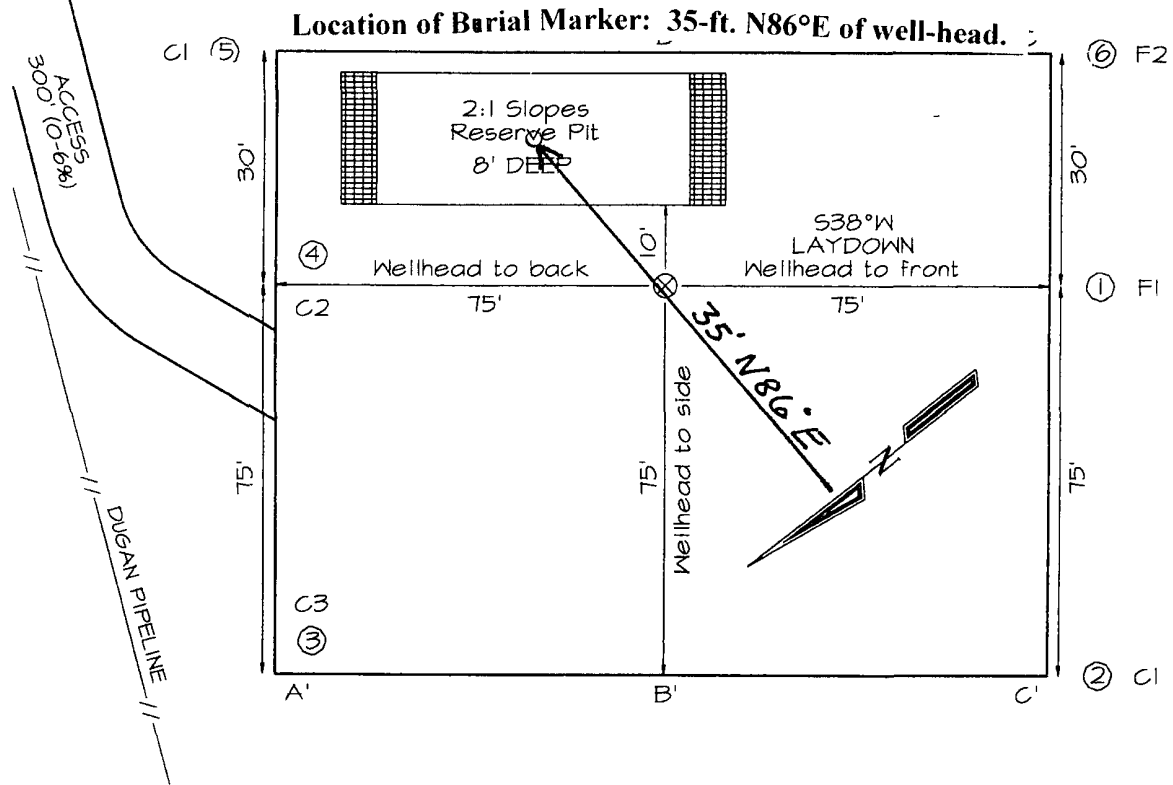 Location of Burial Marker: 35-ft. N86°E of well-head.
C1 ⑤
⑥ F2
ACCESS
300' (0-6%)
30'
2:1 Slopes
Reserve Pit
8' DEEP
30'
10'
S38°W
LAYDOWN
④
Wellhead to back
Wellhead to front
C2
75'
75'
① F1
35' N86°E
Wellhead to side
75'
75'
75'
N
DUGAN PIPELINE
C3
③
② C1
A'
B'
C'